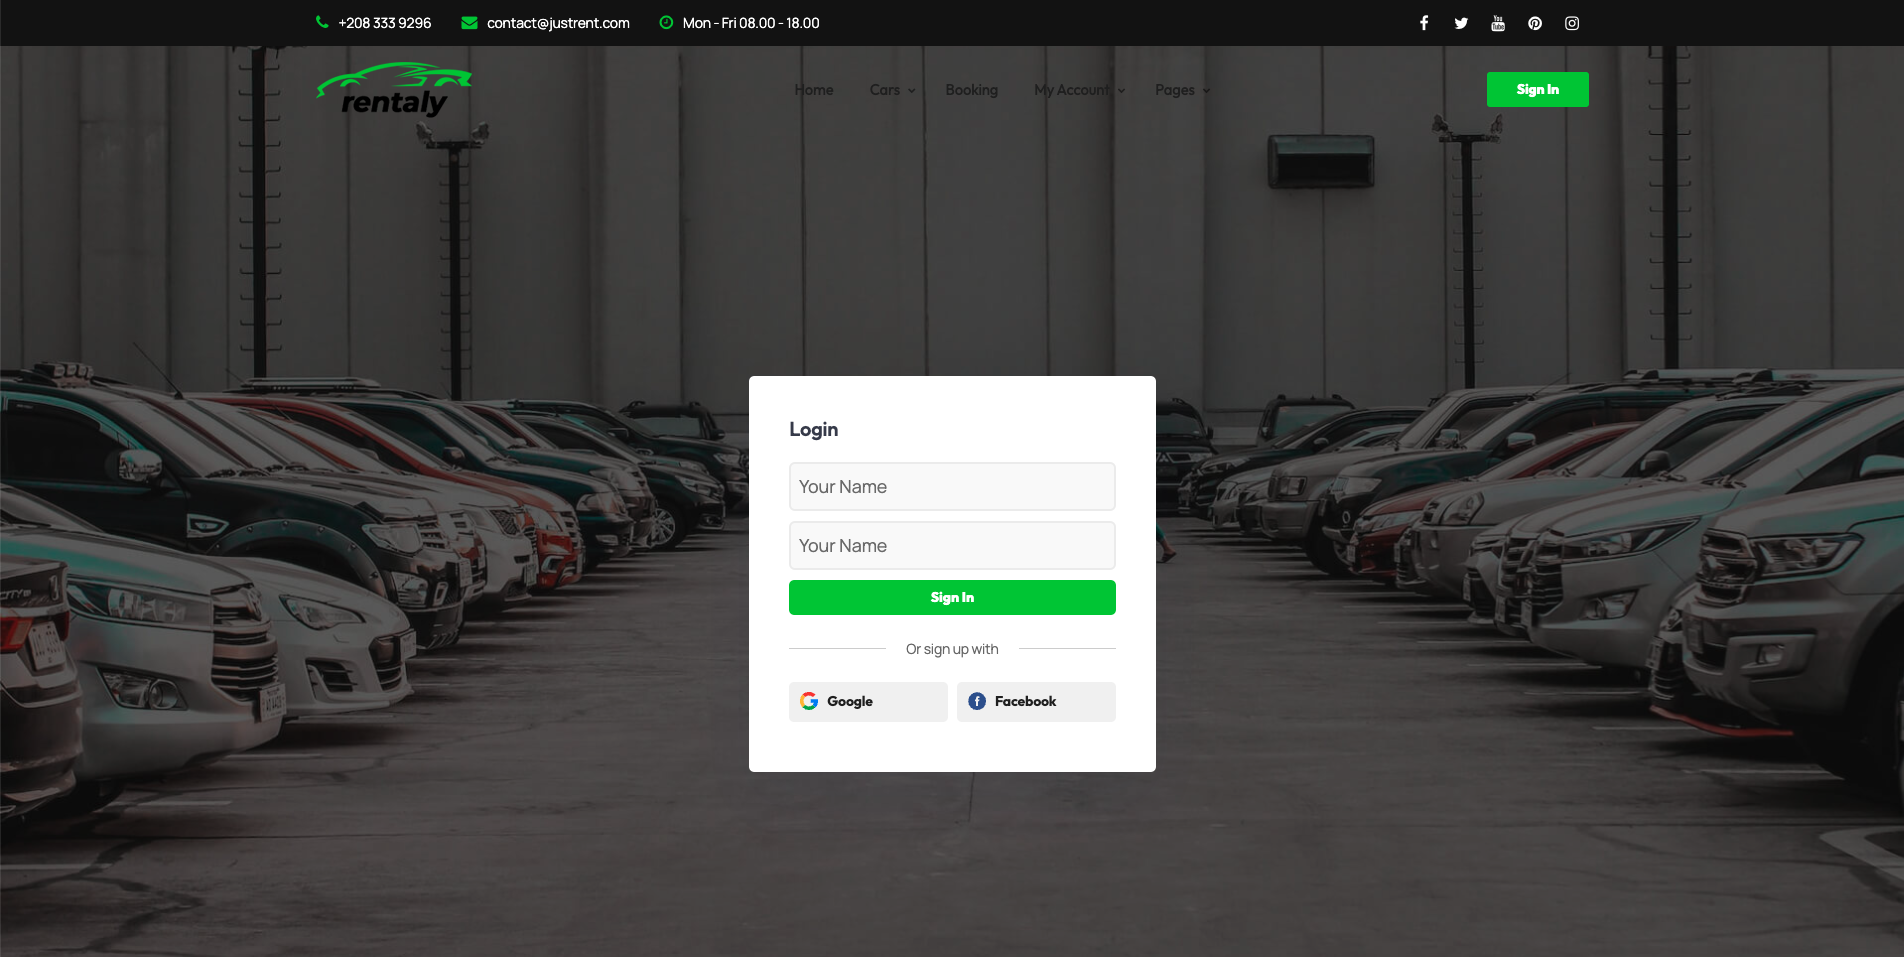 +208 333 9296 contact@justrent.com Mon - Fri 08.00 - 18.00
rentaly Home Cars Booking My Account Pages Sign In
Login
Your Name
Your Name
Sign In
Or sign up with
Google Facebook